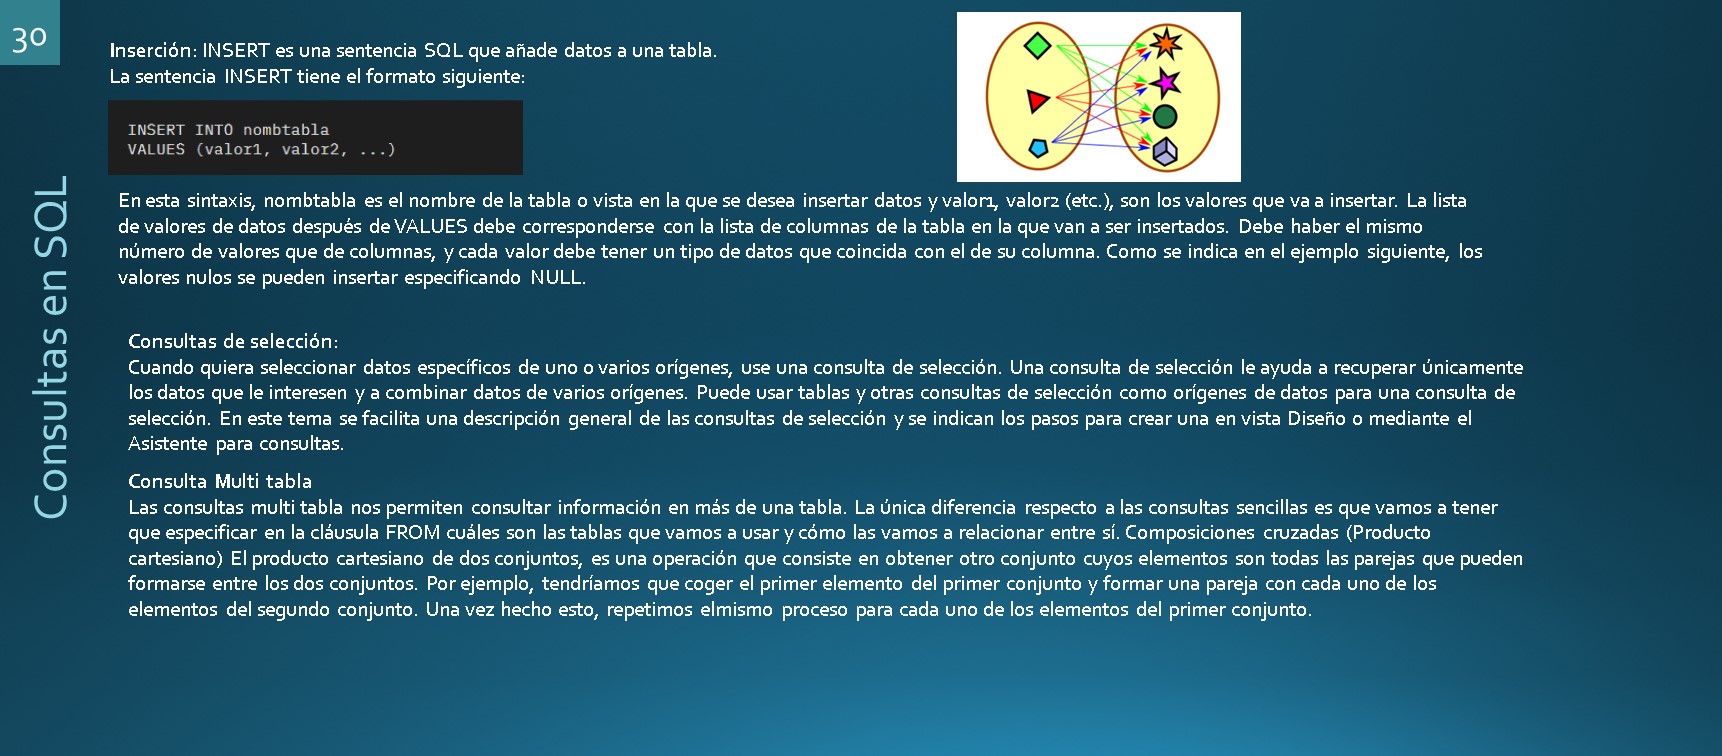 30
Consultas en SQL
Inserción: INSERT es una sentencia SQL que añade datos a una tabla.
La sentencia INSERT tiene el formato siguiente:
INSERT INTO nombtabla
VALUES (valor1, valor2, ...)
En esta sintaxis, nombtabla es el nombre de la tabla o vista en la que se desea insertar datos y valor1, valor2 (etc.), son los valores que va a insertar. La lista
de valores de datos después de VALUES debe corresponderse con la lista de columnas de la tabla en la que van a ser insertados. Debe haber el mismo
número de valores que de columnas, y cada valor debe tener un tipo de datos que coincida con el de su columna. Como se indica en el ejemplo siguiente, los
valores nulos se pueden insertar especificando NULL.
Consultas de selección:
Cuando quiera seleccionar datos específicos de uno o varios orígenes, use una consulta de selección. Una consulta de selección le ayuda a recuperar únicamente
los datos que le interesen y a combinar datos de varios orígenes. Puede usar tablas y otras consultas de selección como orígenes de datos para una consulta de
selección. En este tema se facilita una descripción general de las consultas de selección y se indican los pasos para crear una en vista Diseño o mediante el
Asistente para consultas.
Consulta Multi tabla
Las consultas multi tabla nos permiten consultar información en más de una tabla. La única diferencia respecto a las consultas sencillas es que vamos a tener
que especificar en la cláusula FROM cuáles son las tablas que vamos a usar y cómo las vamos a relacionar entre sí. Composiciones cruzadas (Producto
cartesiano) El producto cartesiano de dos conjuntos, es una operación que consiste en obtener otro conjunto cuyos elementos son todas las parejas que pueden
formarse entre los dos conjuntos. Por ejemplo, tendríamos que coger el primer elemento del primer conjunto y formar una pareja con cada uno de los
elementos del segundo conjunto. Una vez hecho esto, repetimos elmismo proceso para cada uno de los elementos del primer conjunto.